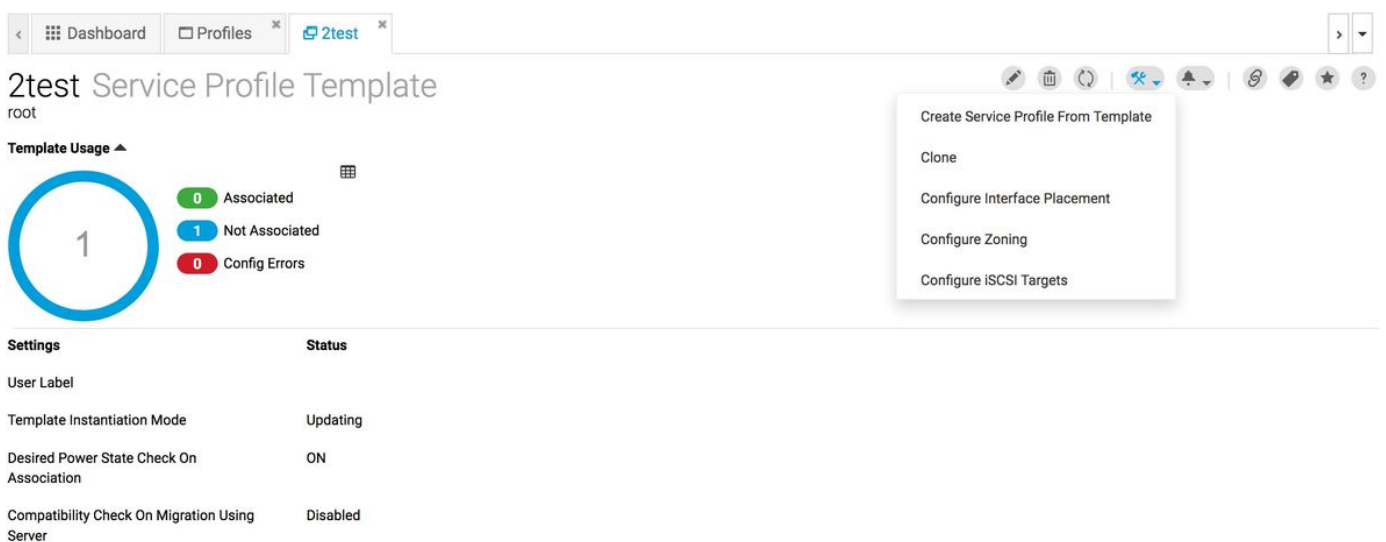 Dashboard
Profiles
2test
2test Service Profile Template
root
Template Usage
1
0 Associated
1 Not Associated
0 Config Errors
Create Service Profile From Template
Clone
Configure Interface Placement
Configure Zoning
Configure iSCSI Targets
Settings Status
User Label
Template Instantiation Mode Updating
Desired Power State Check On ON
Association
Compatibility Check On Migration Using Disabled
Server